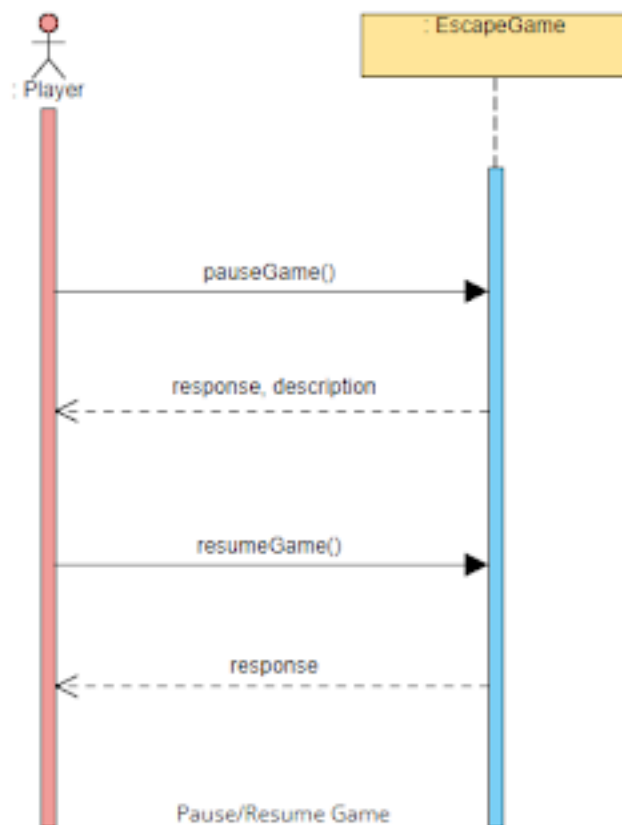 : EscapeGame
: Player
pauseGame()
response, description
resumeGame()
response
Pause/Resume Game